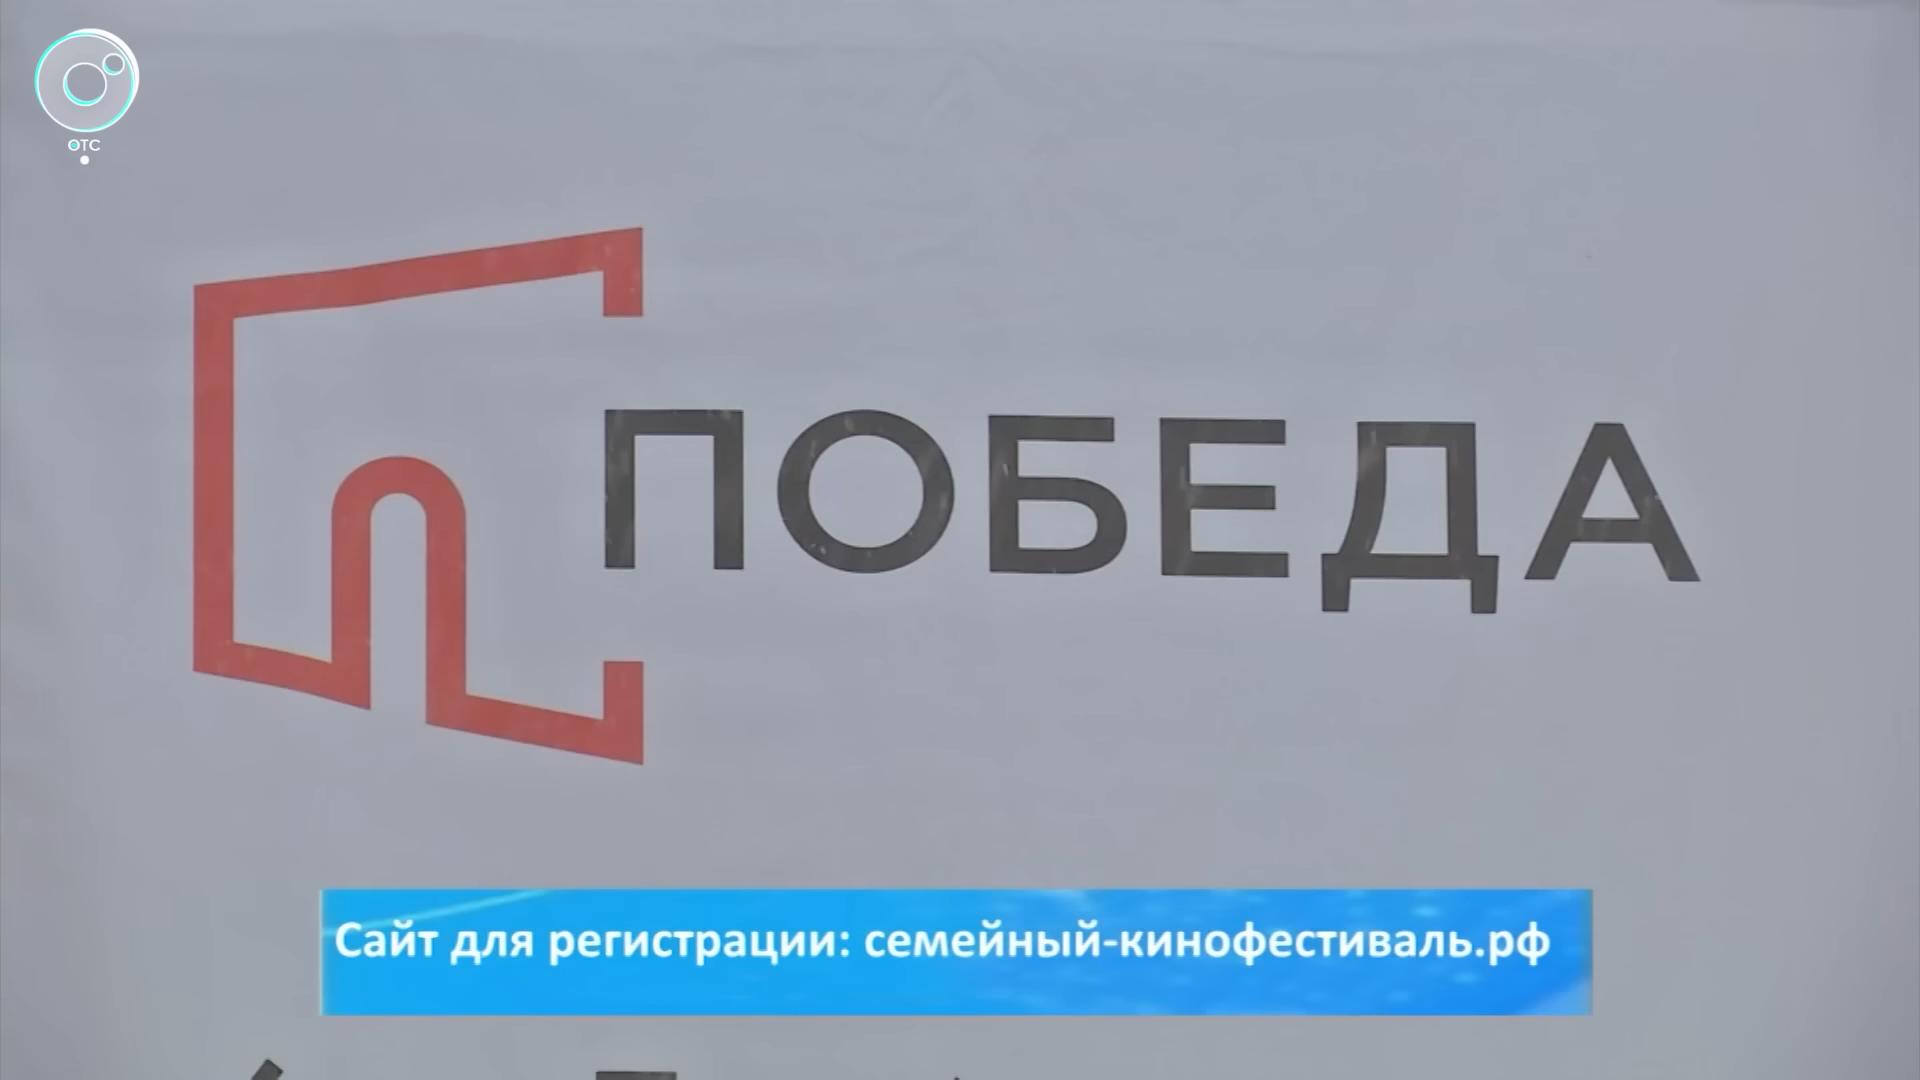 ОТС
ПОБЕДА
Сайт для регистрации: семейный-кинофестиваль.рф